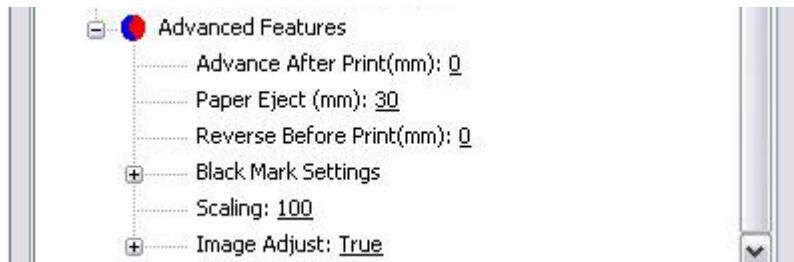 Advanced Features
Advance After Print(mm): 0
Paper Eject (mm): 30
Reverse Before Print(mm): 0
Black Mark Settings
Scaling: 100
Image Adjust: True